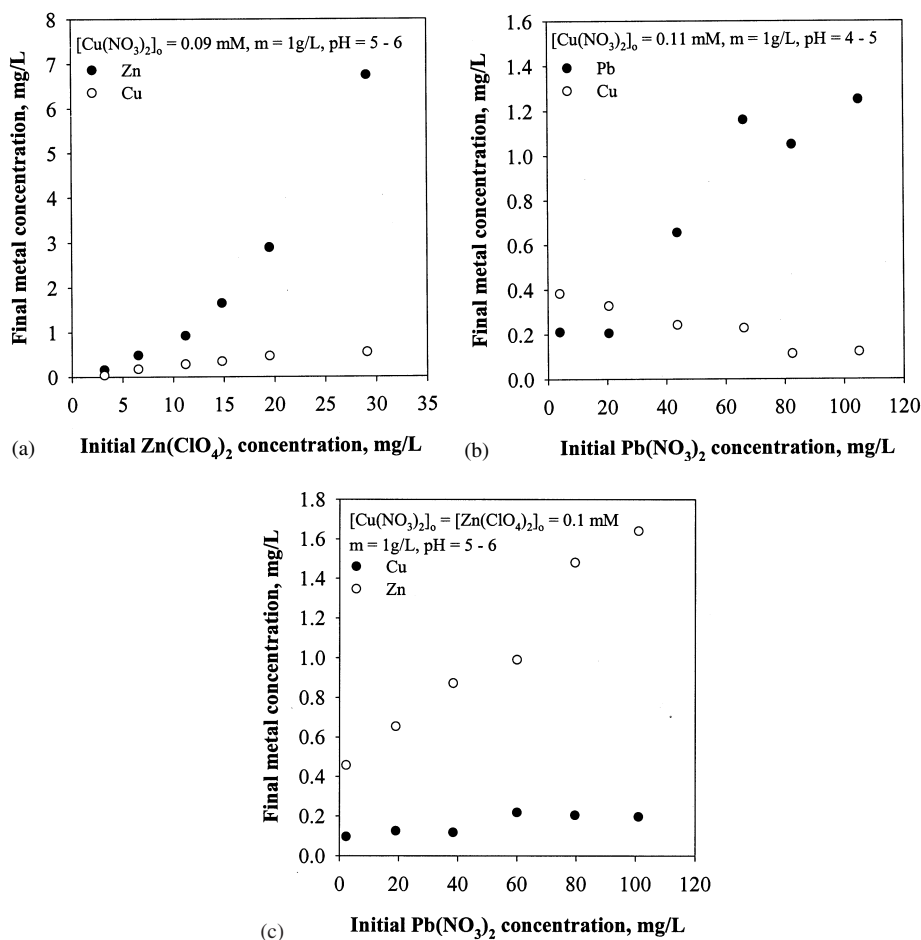 8
7
6
5
4
3
2
1
0
Final metal concentration, mg/L
[Cu(NO3)2]o = 0.09 mM, m = 1g/L, pH = 5 - 6
Zn
Cu
0 5 10 15 20 25 30 35
(a) Initial Zn(ClO4)2 concentration, mg/L
1.6
1.4
1.2
1.0
0.8
0.6
0.4
0.2
0.0
Final metal concentration, mg/L
[Cu(NO3)2]o = 0.11 mM, m = 1g/L, pH = 4 - 5
Pb
Cu
0 20 40 60 80 100 120
(b) Initial Pb(NO3)2 concentration, mg/L
1.8
1.6
1.4
1.2
1.0
0.8
0.6
0.4
0.2
0.0
Final metal concentration, mg/L
[Cu(NO3)2]o = [Zn(ClO4)2]o = 0.1 mM
m = 1g/L, pH = 5 - 6
Cu
Zn
0 20 40 60 80 100 120
(c) Initial Pb(NO3)2 concentration, mg/L